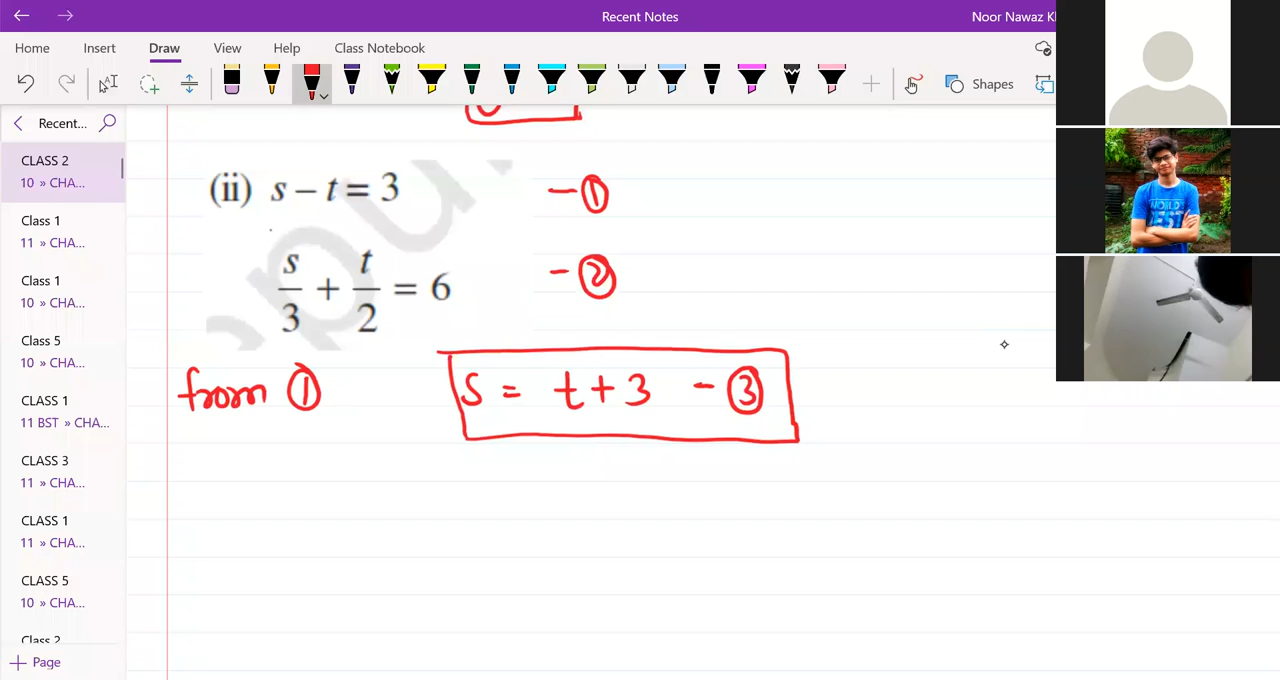 Recent Notes
Noor Nawaz
Home Insert Draw View Help Class Notebook
Shapes
Recent...
CLASS 2
10 » CHA...
Class 1
11 » CHA...
Class 1
10 » CHA...
Class 5
10 » CHA...
CLASS 1
11 BST » CHA...
CLASS 3
11 » CHA...
CLASS 1
11 » CHA...
CLASS 5
10 » CHA...
Class 2
Page
(ii) s – t = 3 – ①
s/3 + t/2 = 6 – ②
from ① s = t + 3 – ③